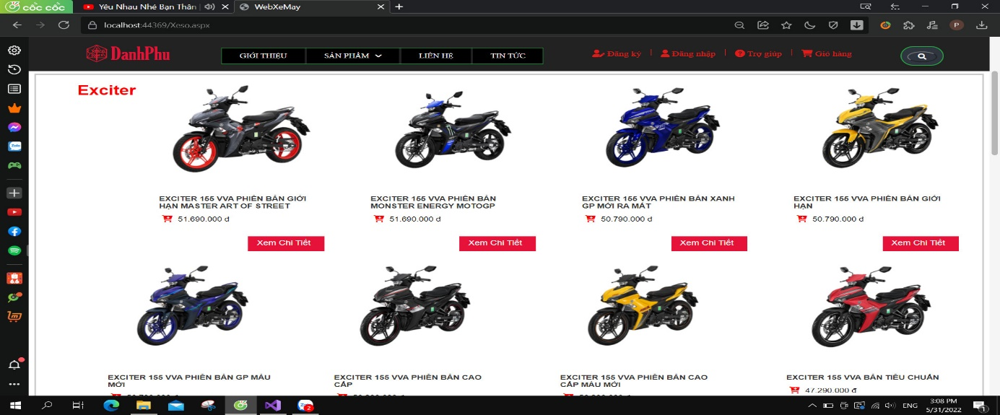 cốc cốc
Yêu Nhau Nhé Bạn Thân
WebXeMay
localhost:44369/Xeso.aspx
P
DanhPhu
GIỚI THIỆU
SẢN PHẨM
LIÊN HỆ
TIN TỨC
Đăng ký
Đăng nhập
Trợ giúp
Giỏ hàng
Exciter
EXCITER 155 VVA PHIÊN BẢN GIỚI
HẠN MASTER ART OF STREET
51.690.000 đ
Xem Chi Tiết
EXCITER 155 VVA PHIÊN BẢN
MONSTER ENERGY MOTOGP
51.690.000 đ
Xem Chi Tiết
EXCITER 155 VVA PHIÊN BẢN XANH
GP MỚI RA MẮT
50.790.000 đ
Xem Chi Tiết
EXCITER 155 VVA PHIÊN BẢN GIỚI
HẠN
50.790.000 đ
Xem Chi Tiết
EXCITER 155 VVA PHIÊN BẢN GP MÀU
MỚI
EXCITER 155 VVA PHIÊN BẢN CAO
CẤP
EXCITER 155 VVA PHIÊN BẢN CAO
CẤP MÀU MỚI
EXCITER 155 VVA BẢN TIÊU CHUẨN
47.290.000 đ
Zalo
2
ENG
3:08 PM
5/31/2022
1